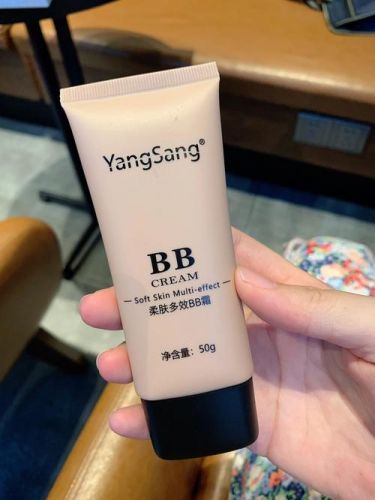 YangSang®
BB
CREAM
Soft Skin Multi-effect
柔肤多效BB霜
净含量: 50g